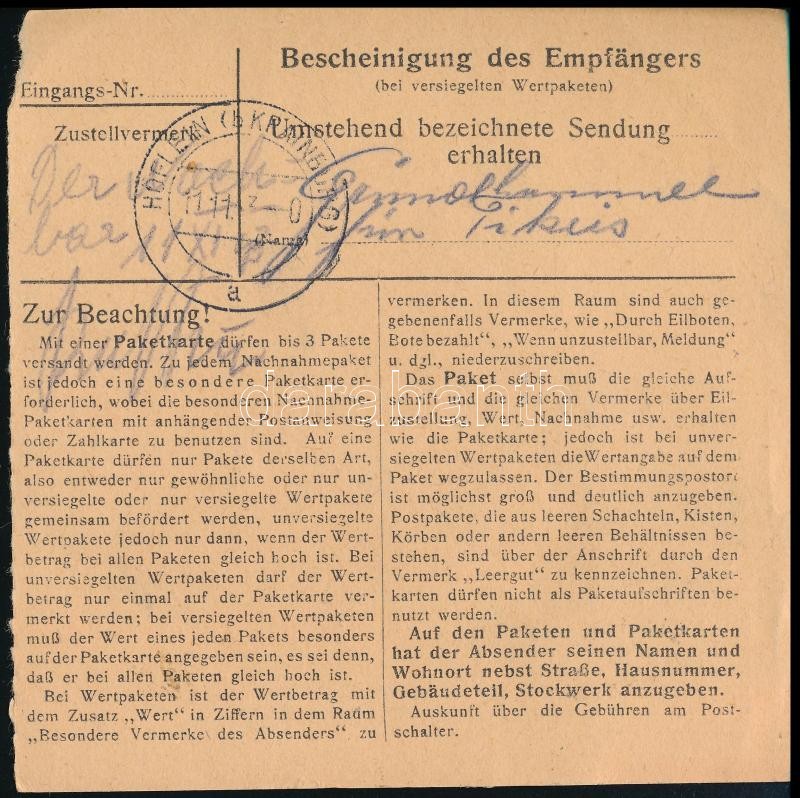 Bescheinigung des Empfängers
(bei versiegelten Wertpaketen)
Eingangs-Nr.
Zustellvermerk
Umstehend bezeichnete Sendung
erhalten
(Name)
HÖFLEIN (b KRAINBURG)
11.11.
a
Der
bar 11 XI
Zur Beachtung!
Mit einer Paketkarte dürfen bis 3 Pakete
versandt werden. Zu jedem Nachnahmepaket
ist jedoch eine besondere Paketkarte er-
forderlich, wobei die besonderen Nachnahme-
Paketkarten mit anhängender Postanweisung
oder Zahlkarte zu benutzen sind. Auf eine
Paketkarte dürfen nur Pakete derselben Art,
also entweder nur gewöhnliche oder nur un-
versiegelte oder nur versiegelte Wertpakete
gemeinsam befördert werden, unversiegelte
Wertpakete jedoch nur dann, wenn der Wert-
betrag bei allen Paketen gleich hoch ist. Bei
unversiegelten Wertpaketen darf der Wert-
betrag nur einmal auf der Paketkarte ver-
merkt werden; bei versiegelten Wertpaketen
muß der Wert eines jeden Pakets besonders
auf der Paketkarte angegeben sein, es sei denn,
daß er bei allen Paketen gleich hoch ist.
Bei Wertpaketen ist der Wertbetrag mit
dem Zusatz „Wert" in Ziffern in dem Raum
„Besondere Vermerke des Absenders" zu
vermerken. In diesem Raum sind auch ge-
gebenenfalls Vermerke, wie „Durch Eilboten,
Bote bezahlt", „Wenn unzustellbar, Meldung"
u. dgl., niederzuschreiben.
Das Paket selbst muß die gleiche Auf-
schrift und die gleichen Vermerke über Eil-
zustellung, Wert, Nachnahme usw. erhalten
wie die Paketkarte; jedoch ist bei unver-
siegelten Wertpaketen die Wertangabe auf dem
Paket wegzulassen. Der Bestimmungspostort
ist möglichst groß und deutlich anzugeben.
Postpakete, die aus leeren Schachteln, Kisten,
Körben oder andern leeren Behältnissen be-
stehen, sind über der Anschrift durch den
Vermerk „Leergut" zu kennzeichnen. Paket-
karten dürfen nicht als Paketaufschriften be-
nutzt werden.
Auf den Paketen und Paketkarten
hat der Absender seinen Namen und
Wohnort nebst Straße, Hausnummer,
Gebäudeteil, Stockwerk anzugeben.
Auskunft über die Gebühren am Post-
schalter.
darabanth